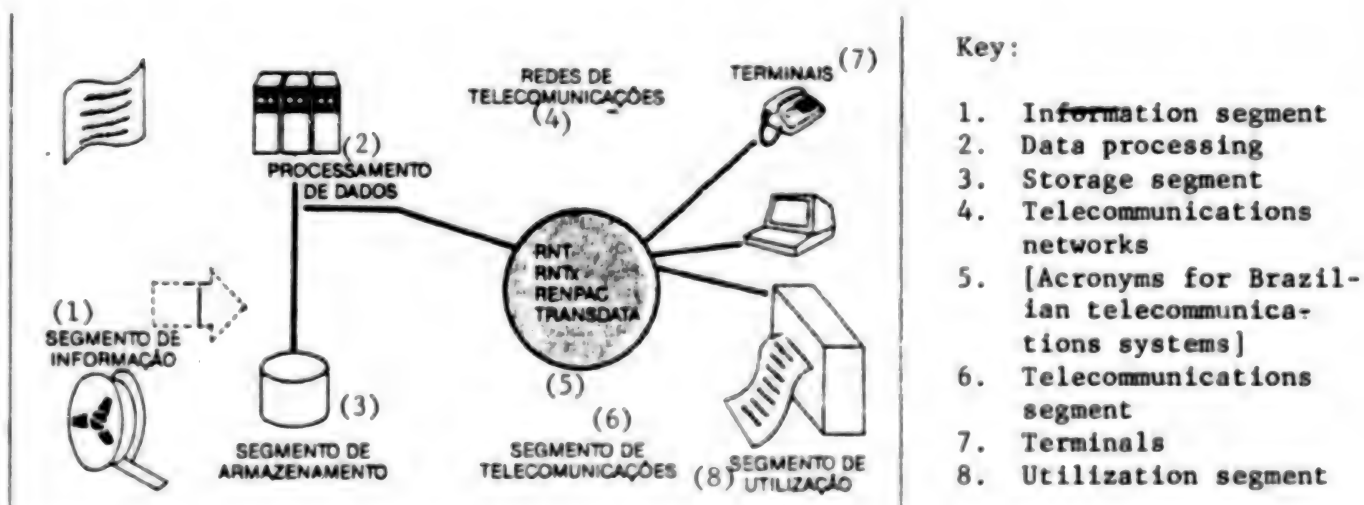 REDES DE
TELECOMUNICAÇÕES
(4)
TERMINAIS (7)
(2)
PROCESSAMENTO
DE DADOS
RNT
RNTx
RENPAC
TRANSDATA
(5)
(1)
SEGMENTO DE
INFORMAÇÃO
(3)
SEGMENTO DE
ARMAZENAMENTO
(6)
SEGMENTO DE
TELECOMUNICAÇÕES
(8) SEGMENTO DE
UTILIZAÇÃO
Key:
1. Information segment
2. Data processing
3. Storage segment
4. Telecommunications
networks
5. [Acronyms for Brazil-
ian telecommunica-
tions systems]
6. Telecommunications
segment
7. Terminals
8. Utilization segment